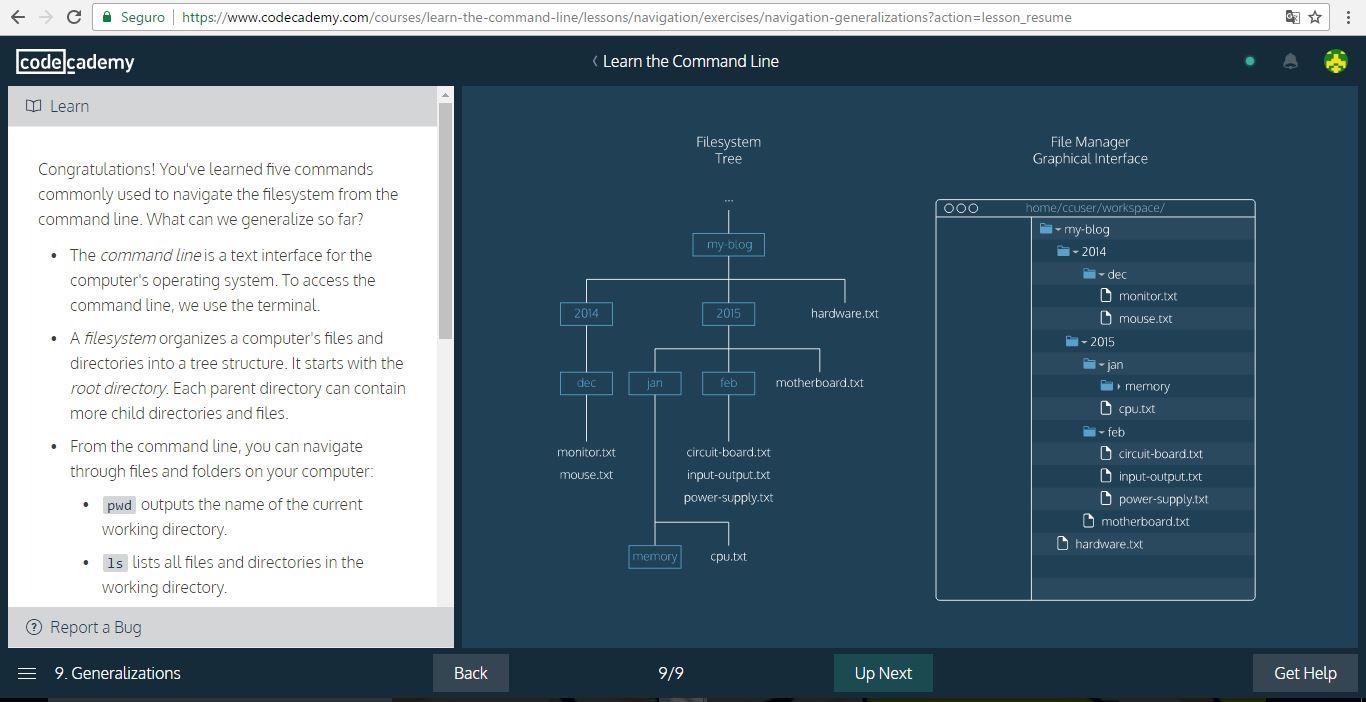 Seguro
https://www.codecademy.com/courses/learn-the-command-line/lessons/navigation/exercises/navigation-generalizations?action=lesson_resume
codecademy
Learn the Command Line
Learn
Congratulations! You've learned five commands
commonly used to navigate the filesystem from the
command line. What can we generalize so far?
• The command line is a text interface for the
computer's operating system. To access the
command line, we use the terminal.
• A filesystem organizes a computer's files and
directories into a tree structure. It starts with the
root directory. Each parent directory can contain
more child directories and files.
• From the command line, you can navigate
through files and folders on your computer:
• pwd outputs the name of the current
working directory.
• ls lists all files and directories in the
working directory.
Report a Bug
Filesystem
Tree
...
my-blog
2014
2015
hardware.txt
dec
jan
feb
motherboard.txt
monitor.txt
mouse.txt
circuit-board.txt
input-output.txt
power-supply.txt
memory
cpu.txt
File Manager
Graphical Interface
home/ccuser/workspace/
my-blog
2014
dec
monitor.txt
mouse.txt
2015
jan
memory
cpu.txt
feb
circuit-board.txt
input-output.txt
power-supply.txt
motherboard.txt
hardware.txt
9. Generalizations
Back
9/9
Up Next
Get Help